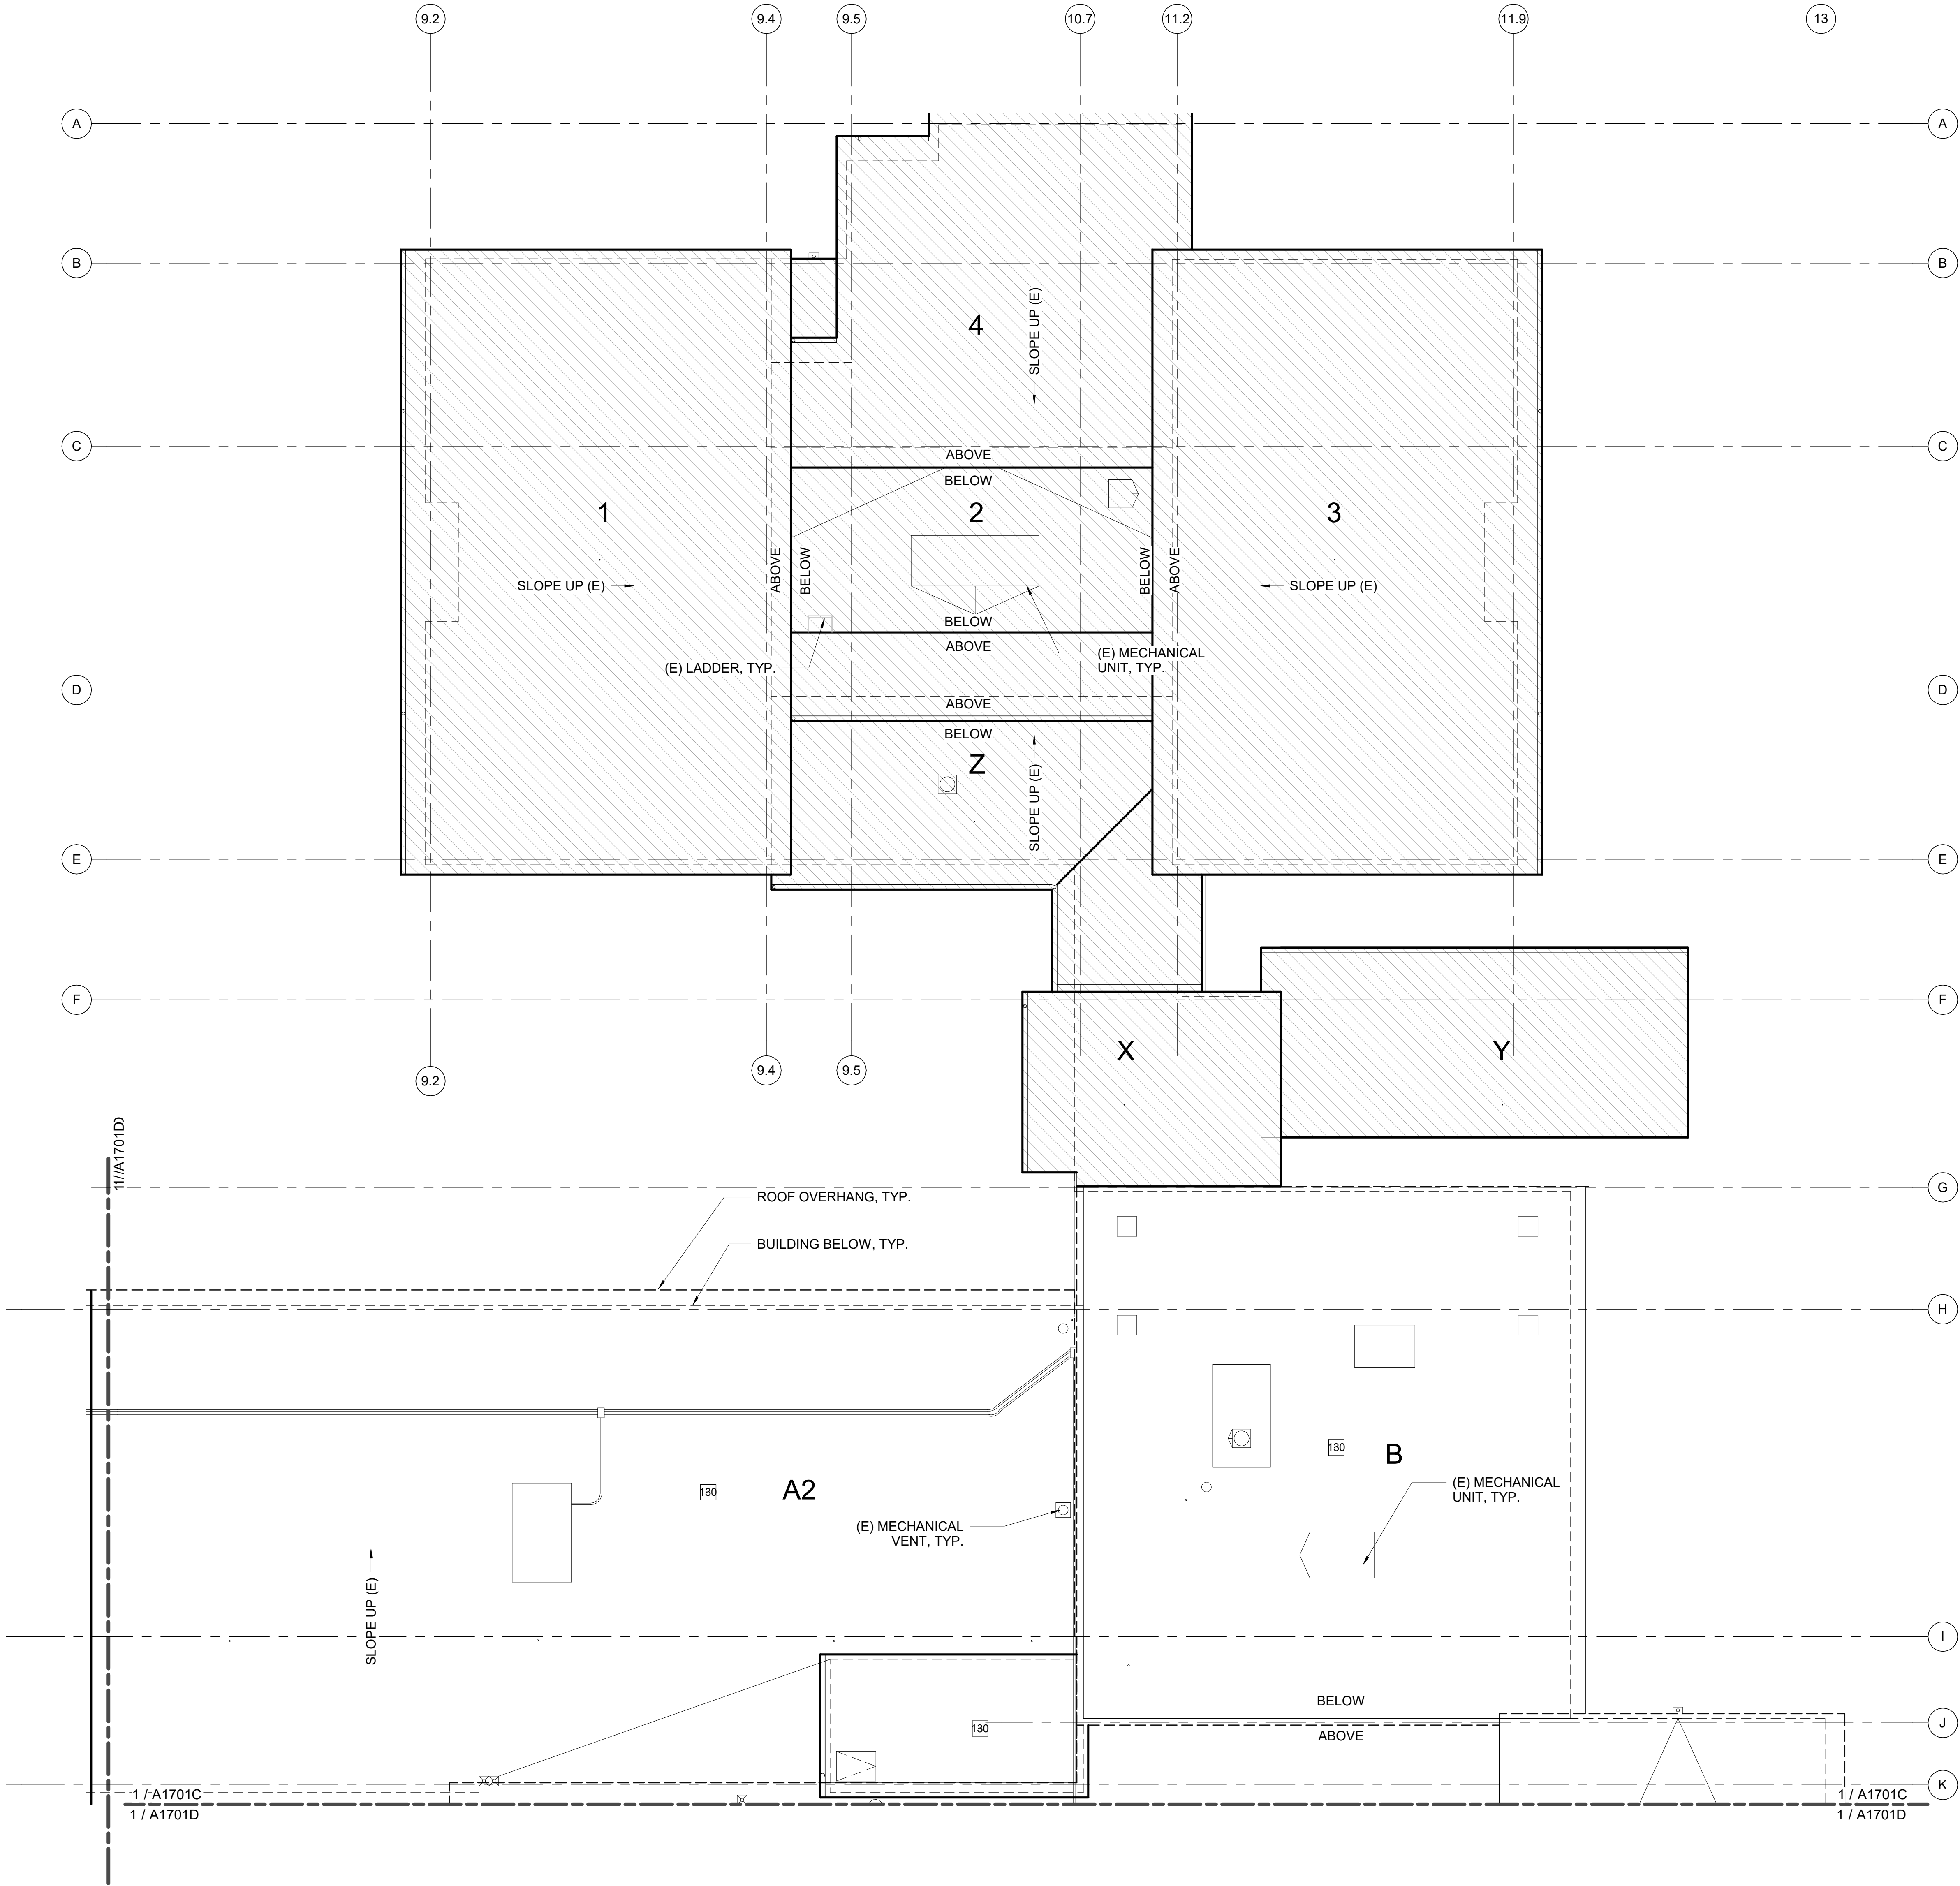 9.2
9.4
9.5
10.7
11.2
11.9
13
A
A
B
B
4
SLOPE UP (E)
C
C
ABOVE
BELOW
1
2
3
ABOVE
BELOW
BELOW
ABOVE
SLOPE UP (E)
SLOPE UP (E)
BELOW
ABOVE
(E) LADDER, TYP.
(E) MECHANICAL
UNIT, TYP.
D
D
ABOVE
BELOW
Z
SLOPE UP (E)
E
E
F
F
X
Y
9.2
9.4
9.5
G
ROOF OVERHANG, TYP.
BUILDING BELOW, TYP.
H
B
130
A2
130
(E) MECHANICAL
UNIT, TYP.
(E) MECHANICAL
VENT, TYP.
SLOPE UP (E)
I
BELOW
130
J
ABOVE
K
1 / A1701C
1 / A1701D
1 / A1701C
1 / A1701D